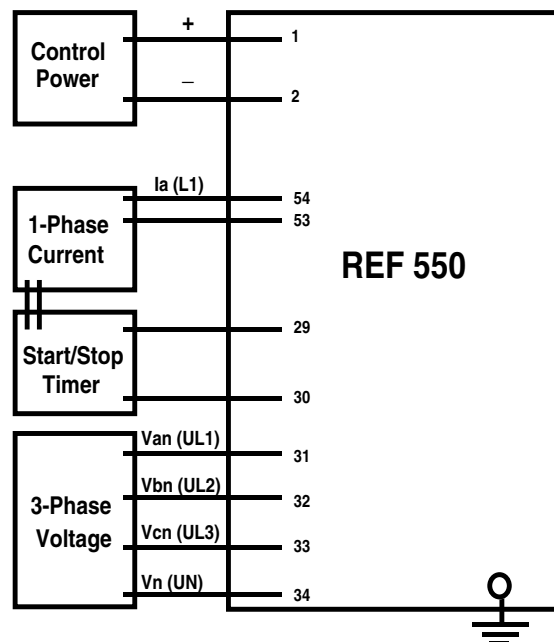 Control
Power
+
–
1
2
Ia (L1)
54
53
1-Phase
Current
REF 550
29
Start/Stop
Timer
30
Van (UL1)
31
Vbn (UL2)
32
3-Phase
Voltage
Vcn (UL3)
33
Vn (UN)
34